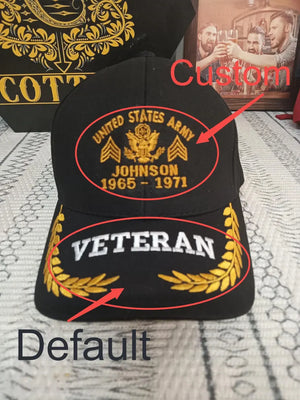 COTT
Custom
UNITED STATES ARMY
JOHNSON
1965 - 1971
VETERAN
Default